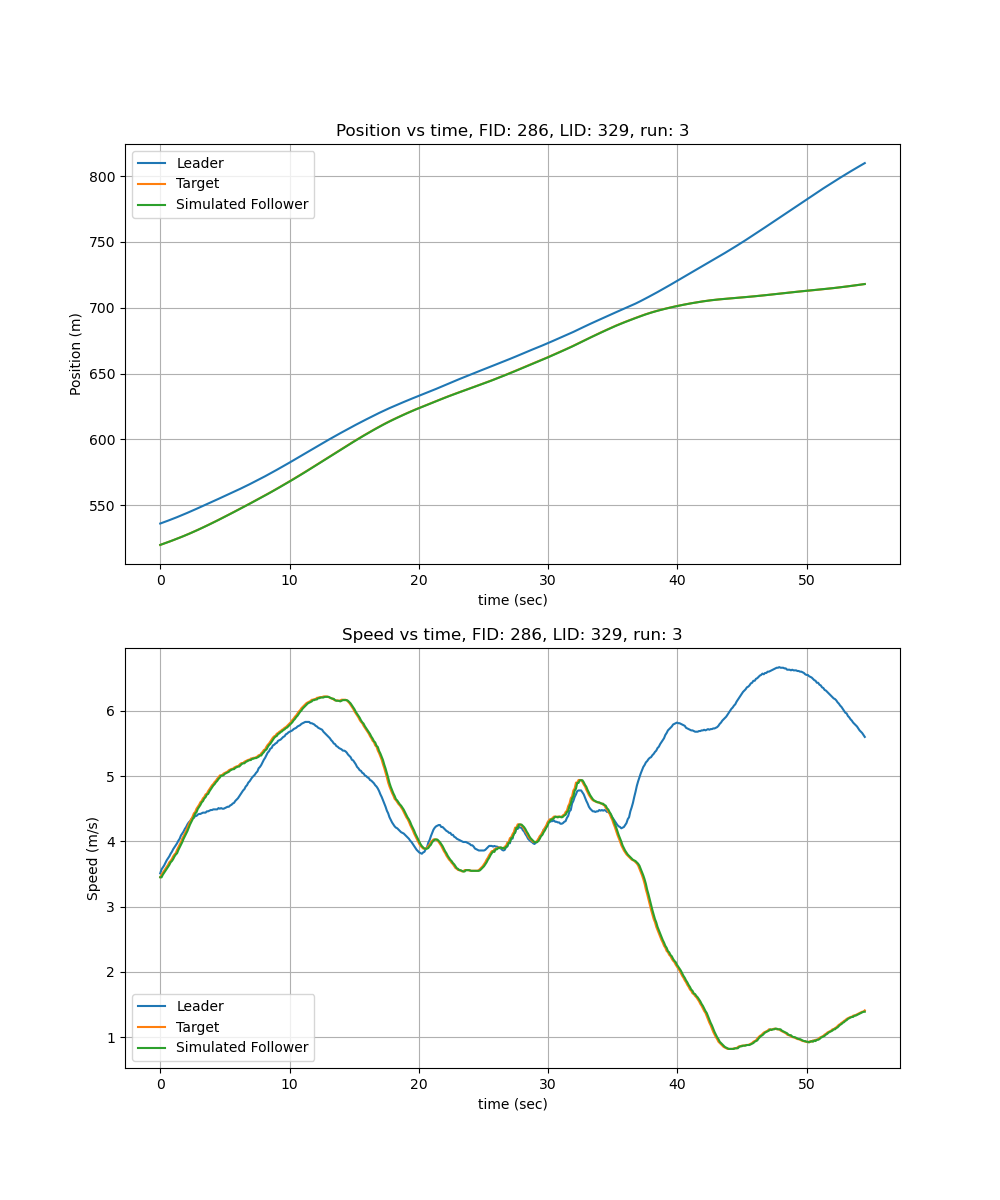 Position vs time, FID: 286, LID: 329, run: 3
Leader
Target
Simulated Follower
800
750
700
650
600
550
Position (m)
0 10 20 30 40 50
time (sec)
Speed vs time, FID: 286, LID: 329, run: 3
6
5
4
3
2
1
Speed (m/s)
Leader
Target
Simulated Follower
0 10 20 30 40 50
time (sec)